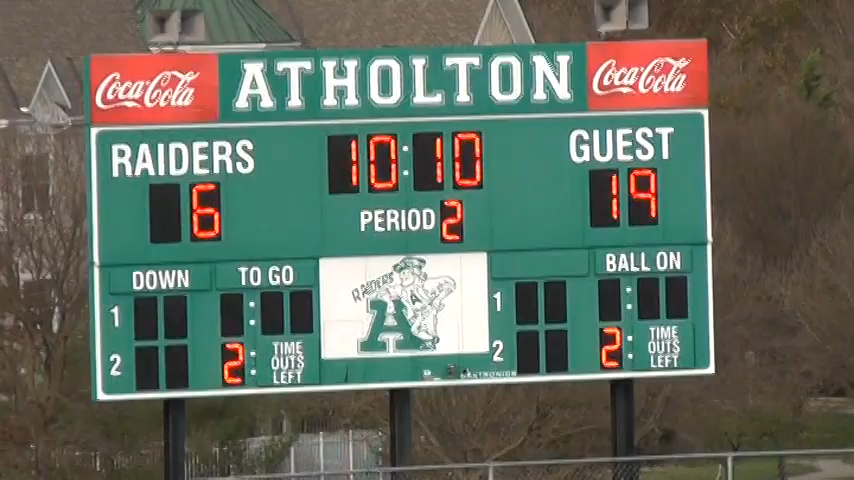 Coca-Cola ATHOLTON Coca-Cola
RAIDERS 10:10 GUEST
6 PERIOD 2 19
DOWN TO GO BALL ON
RAIDERS
A
1 1
2 2 TIME OUTS LEFT 2 2 TIME OUTS LEFT